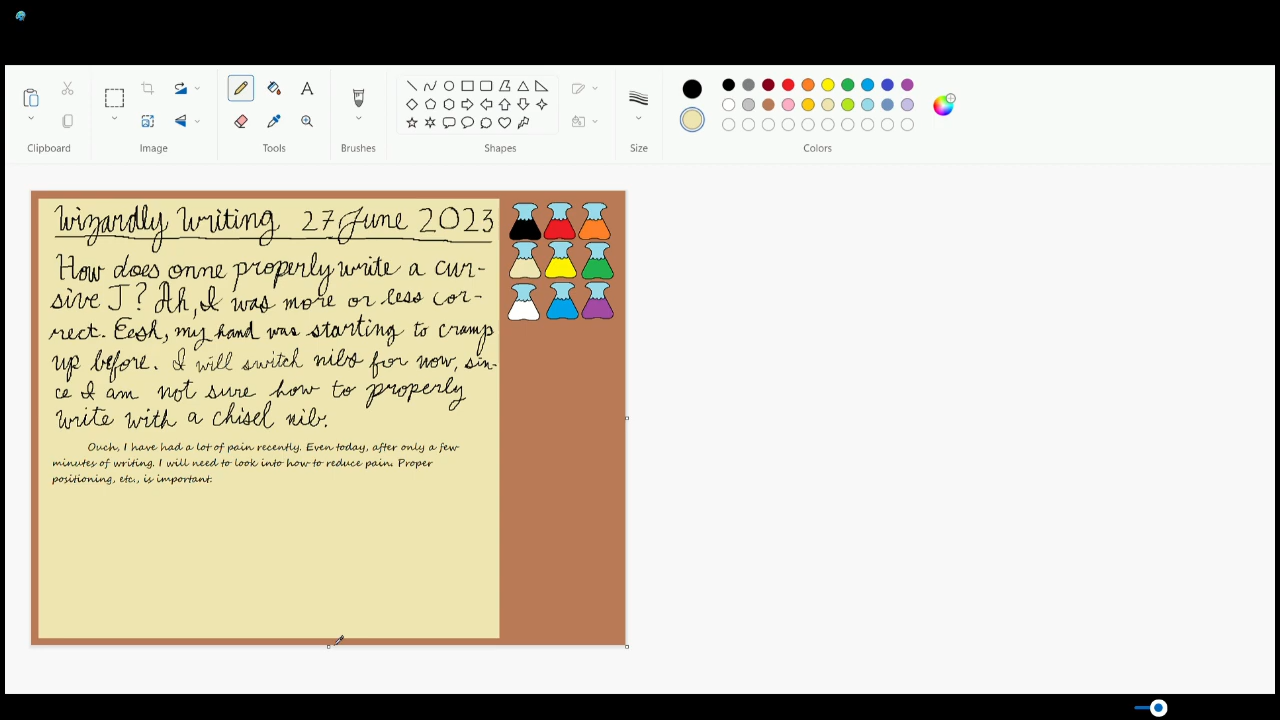 Clipboard
Image
Tools
Brushes
Shapes
Size
Colors
A
Wizardly Writing 27 June 2023
How does onne properly write a cur-
sive J? Ah, I was more or less cor-
rect. Eesh, my hand was starting to cramp
up before. I will switch nibs for now, sin-
ce I am not sure how to properly
write with a chisel nib.
Ouch, I have had a lot of pain recently. Even today, after only a few
minutes of writing. I will need to look into how to reduce pain. Proper
positioning, etc., is important.